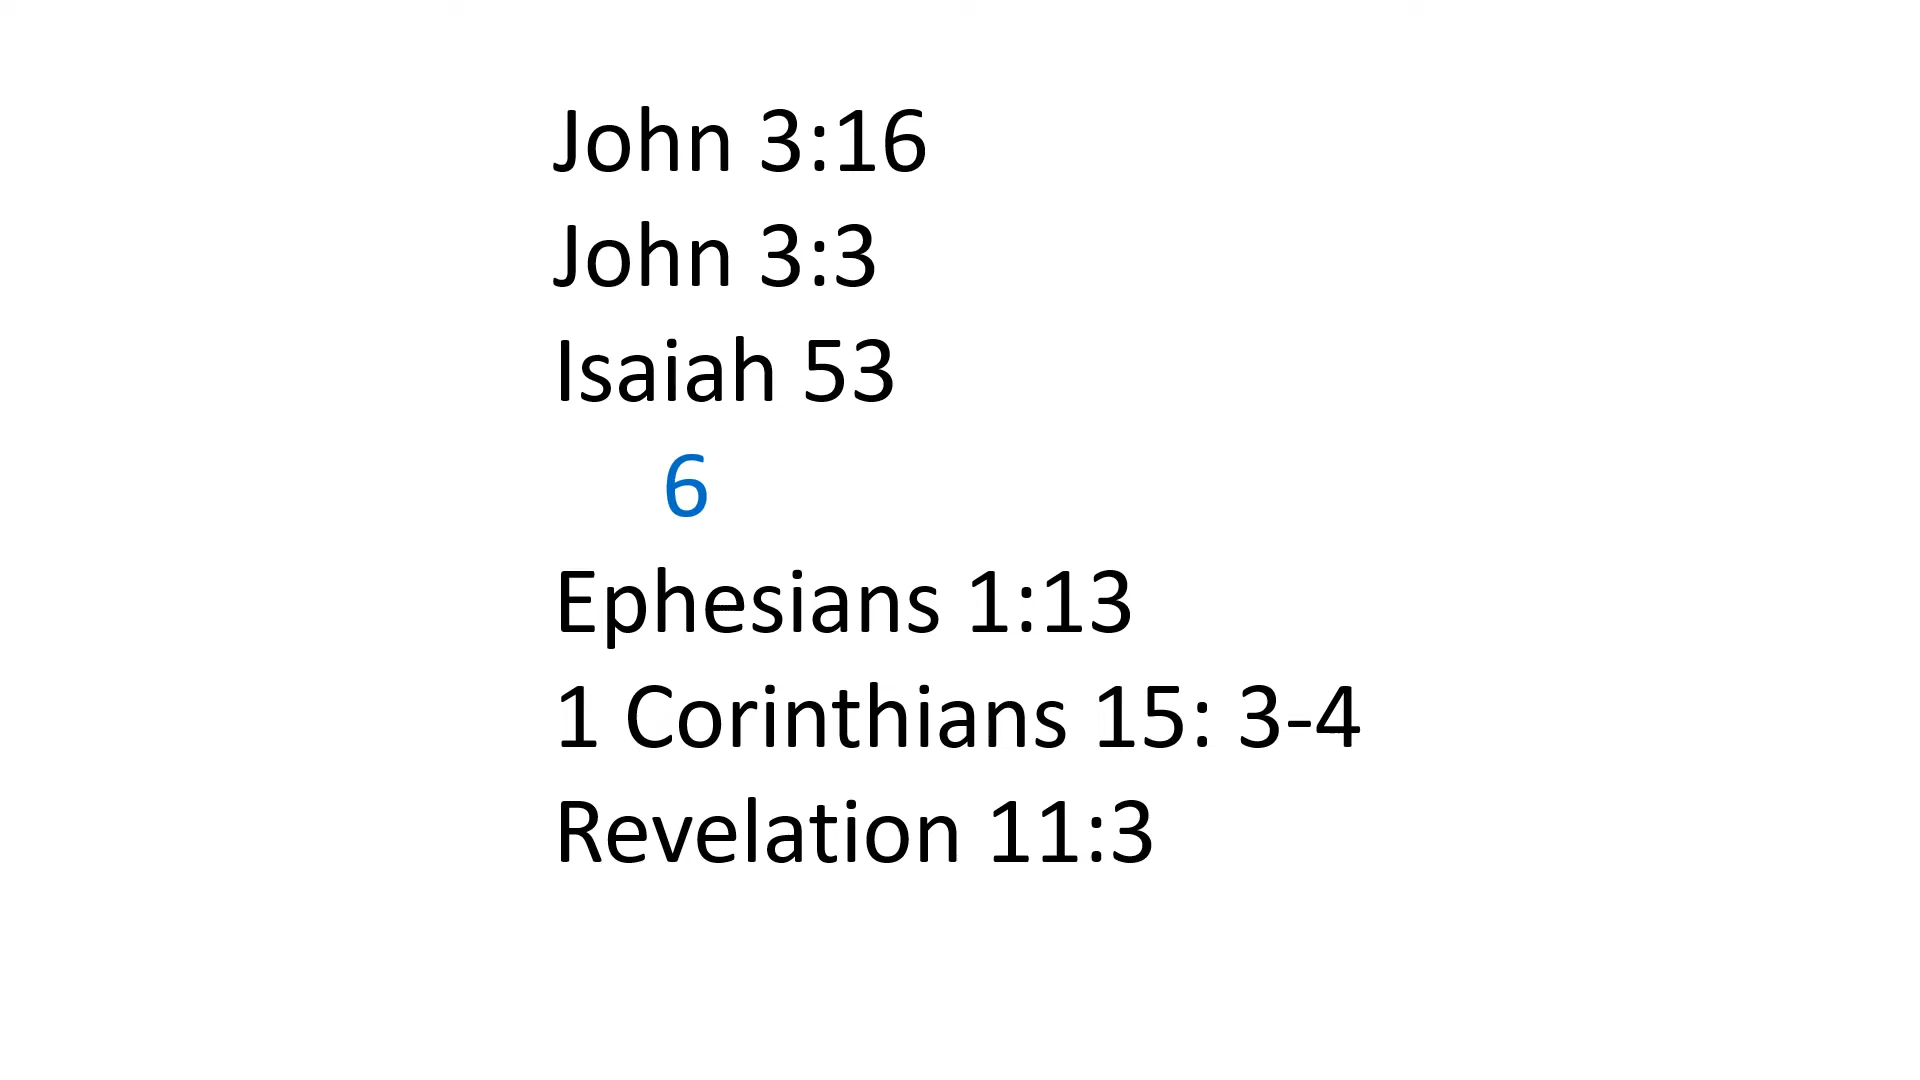 John 3:16
John 3:3
Isaiah 53
6
Ephesians 1:13
1 Corinthians 15: 3-4
Revelation 11:3